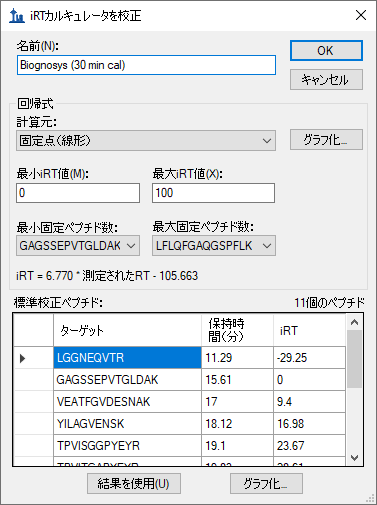 iRTカルキュレータを校正
名前(N):
OK
Biognosys (30 min cal)
キャンセル
回帰式
計算元:
固定点(線形)
グラフ化...
最小iRT値(M):
最大iRT値(X):
0
100
最小固定ペプチド数:
最大固定ペプチド数:
GAGSSEPVTGLDAK
LFLQFGAQGSPFLK
iRT = 6.770 * 測定されたRT - 105.663
標準校正ペプチド:
11個のペプチド
ターゲット
保持時
間(分)
iRT
LGGNEQVTR
11.29
-29.25
GAGSSEPVTGLDAK
15.61
0
VEATFGVDESNAK
17
9.4
YILAGVENSK
18.12
16.98
TPVISGGPYEYR
19.1
23.67
結果を使用(U)
グラフ化...